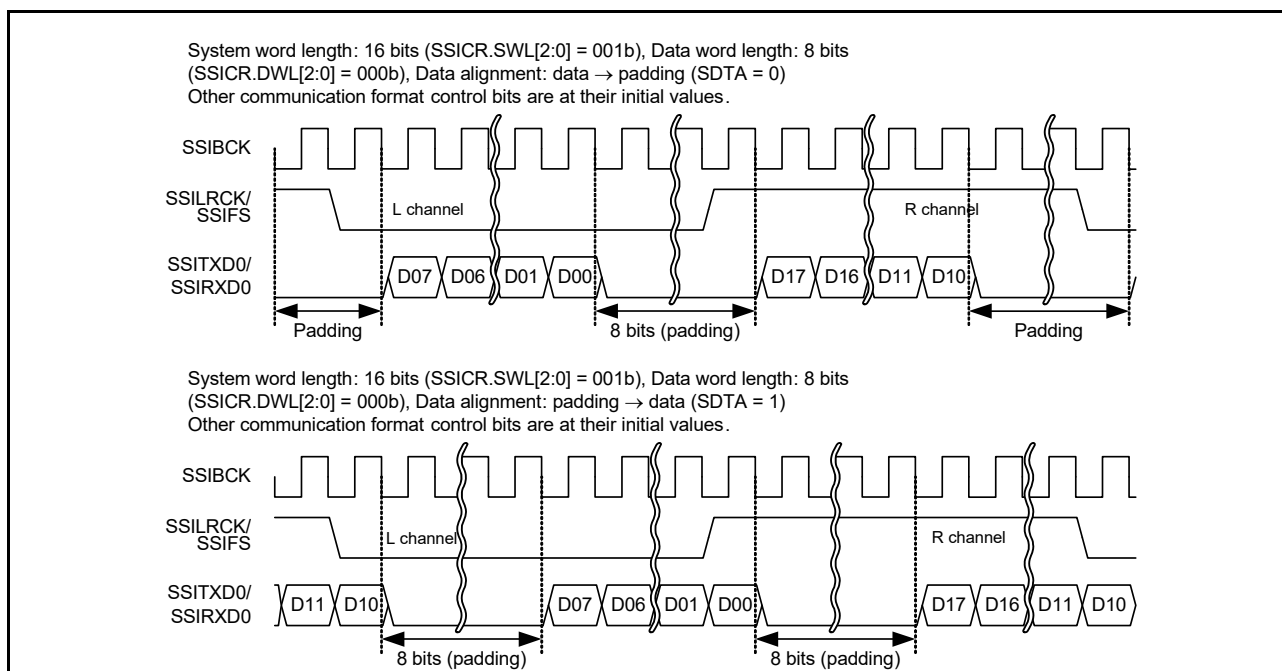 System word length: 16 bits (SSICR.SWL[2:0] = 001b), Data word length: 8 bits
(SSICR.DWL[2:0] = 000b), Data alignment: data → padding (SDTA = 0)
Other communication format control bits are at their initial values.
SSIBCK
SSILRCK/
SSIFS
L channel
R channel
SSITXD0/
SSIRXD0
D07 D06 D01 D00 D17 D16 D11 D10
Padding 8 bits (padding) Padding
System word length: 16 bits (SSICR.SWL[2:0] = 001b), Data word length: 8 bits
(SSICR.DWL[2:0] = 000b), Data alignment: padding → data (SDTA = 1)
Other communication format control bits are at their initial values.
SSIBCK
SSILRCK/
SSIFS
L channel
R channel
SSITXD0/
SSIRXD0
D11 D10 D07 D06 D01 D00 D17 D16 D11 D10
8 bits (padding) 8 bits (padding)